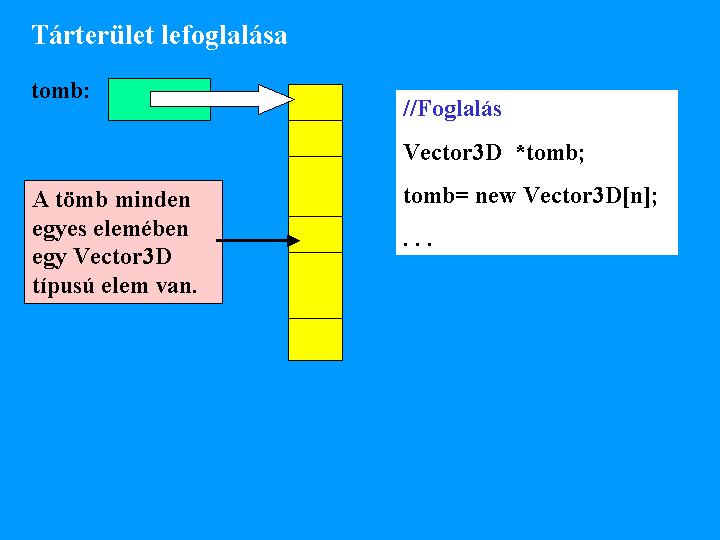 Tárterület lefoglalása
tomb:
//Foglalás
Vector3D *tomb;
tomb= new Vector3D[n];
. . .
A tömb minden
egyes elemében
egy Vector3D
típusú elem van.